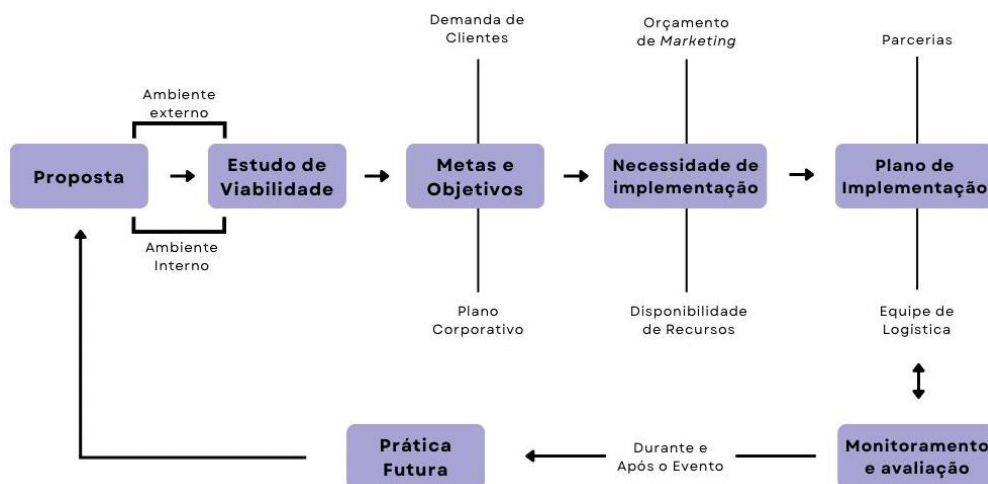 Demanda de
Clientes
Orçamento
de Marketing
Parcerias
Ambiente
externo
Proposta
Estudo de
Viabilidade
Metas e
Objetivos
Necessidade de
implementação
Plano de
Implementação
Ambiente
Interno
Plano
Corporativo
Disponibilidade
de Recursos
Equipe de
Logística
Prática
Futura
Durante e
Após o Evento
Monitoramento
e avaliação